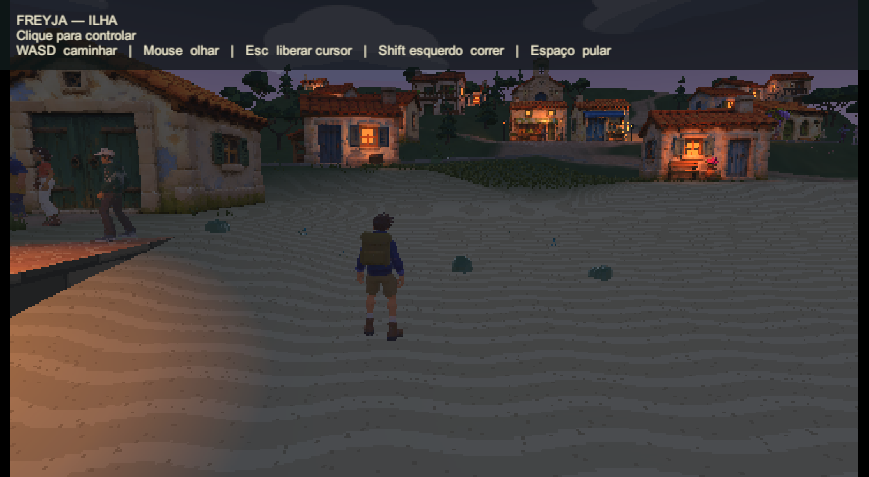 FREYJA — ILHA
Clique para controlar
WASD caminhar | Mouse olhar | Esc liberar cursor | Shift esquerdo correr | Espaço pular